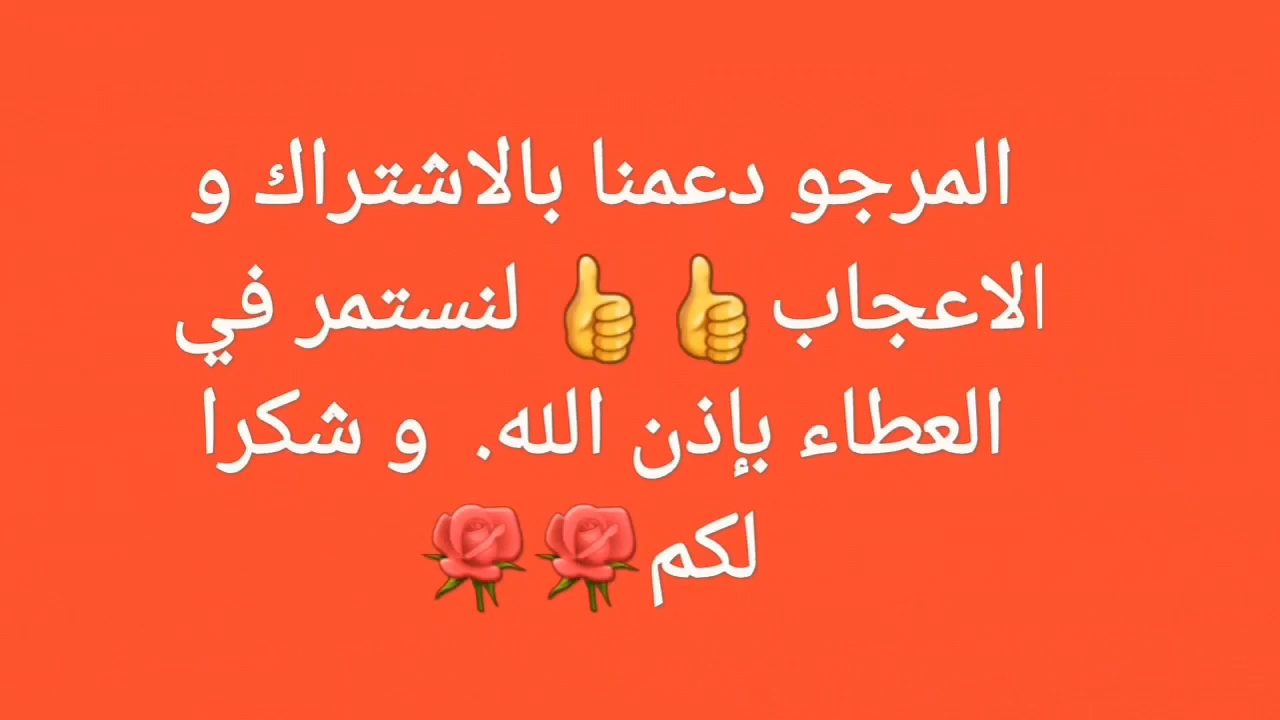 المرجو دعمنا بالاشتراك و
الاعجاب👍👍 لنستمر في
العطاء بإذن الله. و شكرا
لكم🌹🌹